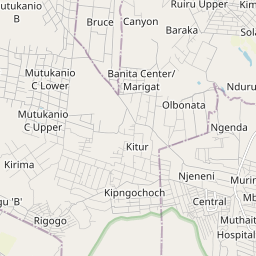 Mutukanio
B
Bruce
Canyon
Ruiru Upper
Baraka
Mutukanio
C Lower
Banita Center/
Marigat
Olbonata
Mutukanio
C Upper
Ngenda
Kirima
Kitur
Njeneni
Kipngochoch
Central
'B'
Rigogo
Hospital